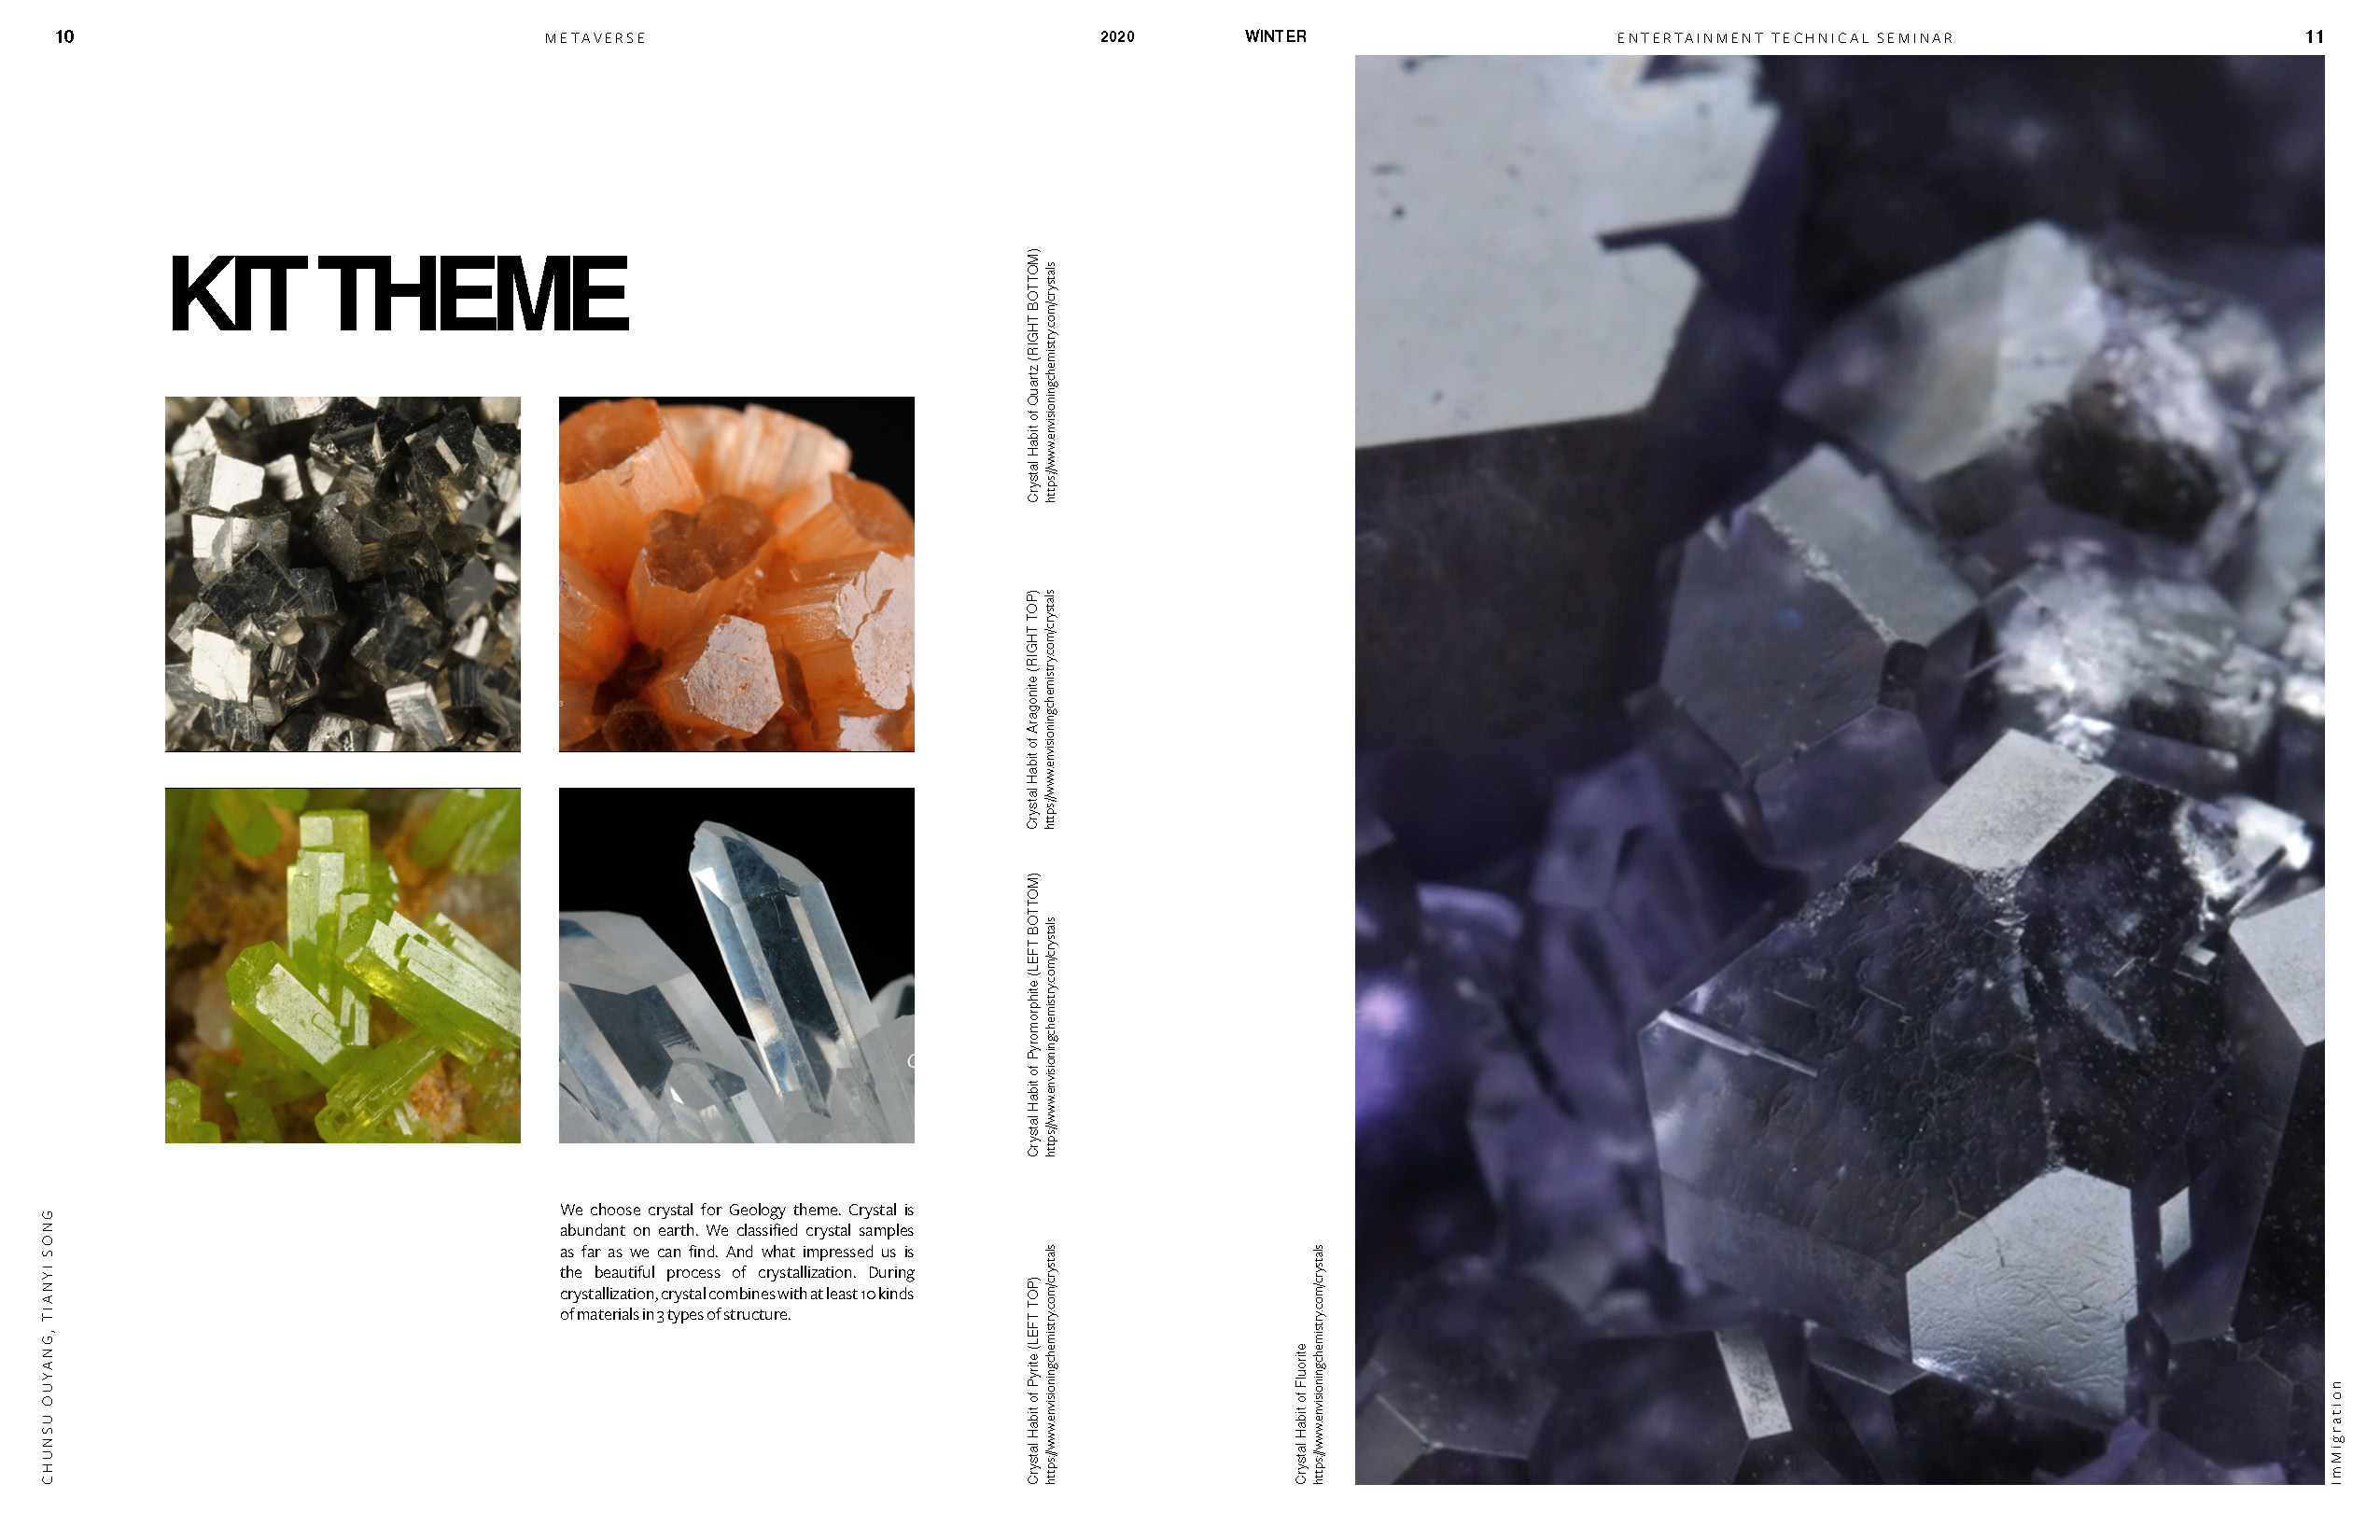 10
METAVERSE
2020
WINTER
ENTERTAINMENT TECHNICAL SEMINAR
11
KIT THEME
We choose crystal for Geology theme. Crystal is
abundant on earth. We classified crystal samples
as far as we can find. And what impressed us is
the beautiful process of crystallization. During
crystallization, crystal combines with at least 10 kinds
of materials in 3 types of structure.
CHUNSU OUYANG, TIANYI SONG
Crystal Habit of Quartz (RIGHT BOTTOM)
https://www.envisioningchemistry.com/crystals
Crystal Habit of Aragonite (RIGHT TOP)
https://www.envisioningchemistry.com/crystals
Crystal Habit of Pyromorphite (LEFT BOTTOM)
https://www.envisioningchemistry.com/crystals
Crystal Habit of Pyrite (LEFT TOP)
https://www.envisioningchemistry.com/crystals
Crystal Habit of Fluorite
https://www.envisioningchemistry.com/crystals
ImMigration